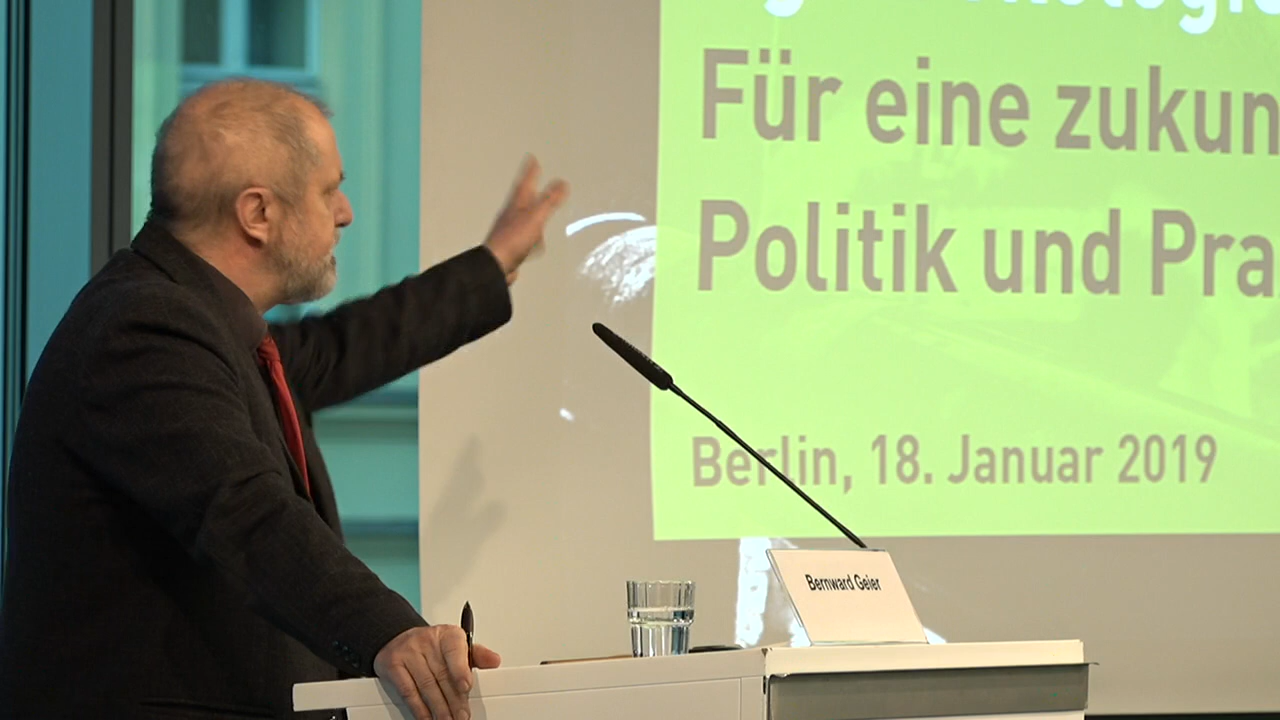 Für eine zukun
Politik und Pra
Berlin, 18. Januar 2019
Bernward Geier